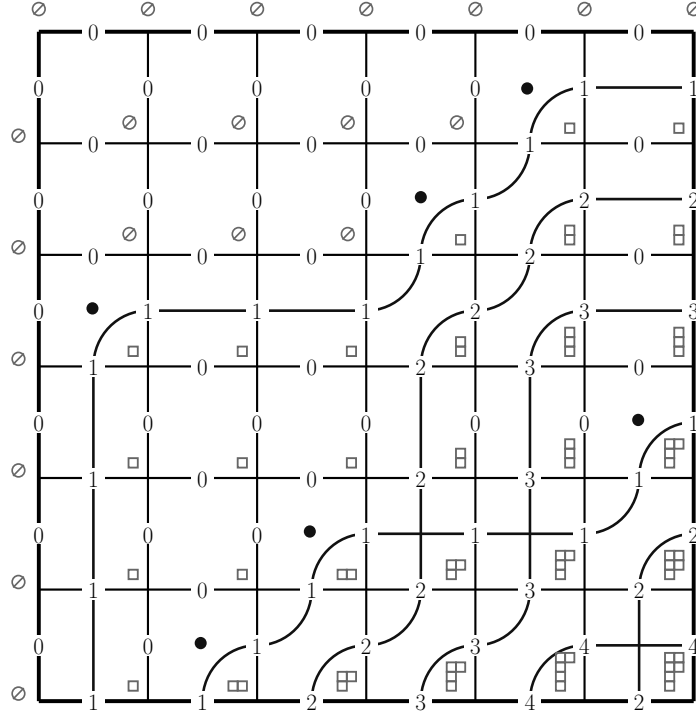 ∅ ∅ ∅ ∅ ∅ ∅ ∅
0 0 0 0 0 0
0 0 0 0 0 1 1
∅ ∅ ∅ ∅
∅ 0 0 0 0 1 0
0 0 0 0 1 2 2
∅ ∅ ∅
∅ 0 0 0 1 2 0
0 1 1 1 2 3 3
∅ 1 0 0 2 3 0
0 0 0 0 0 0 1
∅ 1 0 0 2 3 1
0 0 0 1 1 1 2
∅ 1 0 1 2 3 2
0 0 1 2 3 4 4
∅ 1 1 2 3 4 2